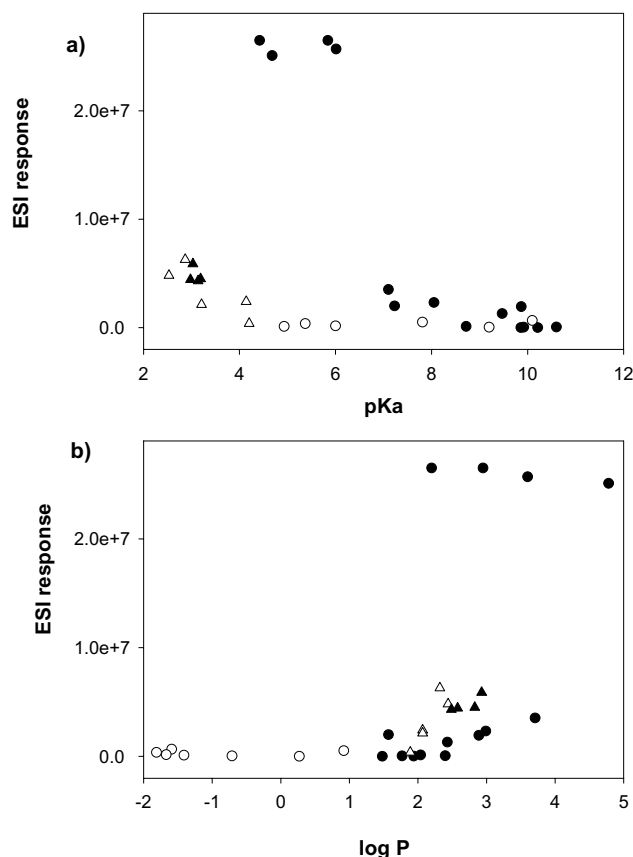 a)
ESI response
2.0e+7
1.0e+7
0.0
2 4 6 8 10 12
pKa
b)
ESI response
2.0e+7
1.0e+7
0.0
-2 -1 0 1 2 3 4 5
log P